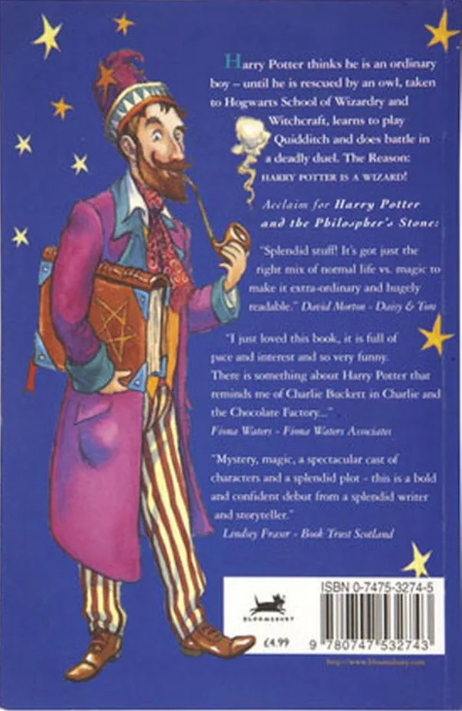 Harry Potter thinks he is an ordinary
boy – until he is rescued by an owl, taken
to Hogwarts School of Wizardry and
Witchcraft, learns to play
Quidditch and does battle in
a deadly duel. The Reason:
HARRY POTTER IS A WIZARD!
Acclaim for Harry Potter
and the Philospher's Stone:
"Splendid stuff! It's got just the
right mix of normal life vs. magic to
make it extra-ordinary and hugely
readable." David Morton - Daisy & Tom
"I just loved this book, it is full of
pace and interest and so very funny.
There is something about Harry Potter that
reminds me of Charlie Buckett in Charlie and
the Chocolate Factory..."
Fiona Waters - Fiona Waters Associates
"Mystery, magic, a spectacular cast of
characters and a splendid plot - this is a bold
and confident debut from a splendid writer
and storyteller."
Lindsey Fraser - Book Trust Scotland
ISBN 0-7475-3274-5
BLOOMSBURY
£4.99
9 780747 532743
http://www.bloomsbury.com